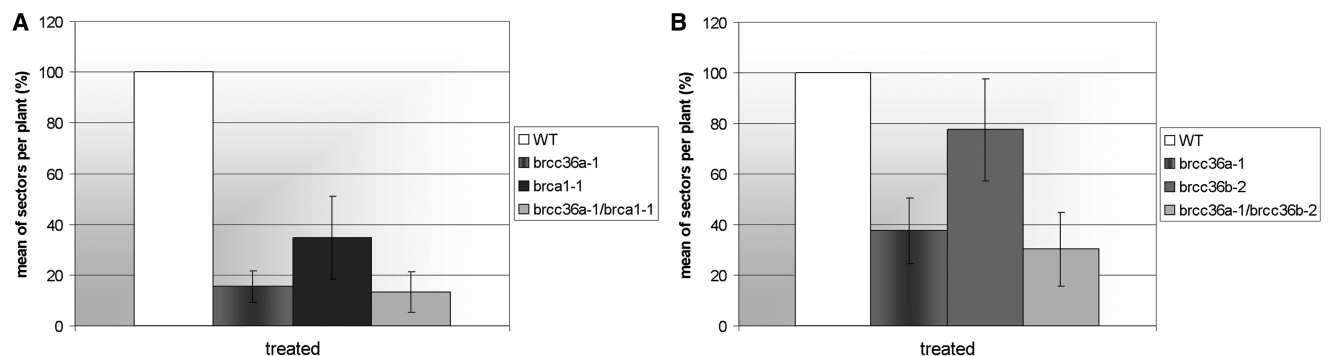 A
mean of sectors per plant (%)
120
100
80
60
40
20
0
treated
WT
brcc36a-1
brca1-1
brcc36a-1/brca1-1
B
mean of sectors per plant (%)
120
100
80
60
40
20
0
treated
WT
brcc36a-1
brcc36b-2
brcc36a-1/brcc36b-2